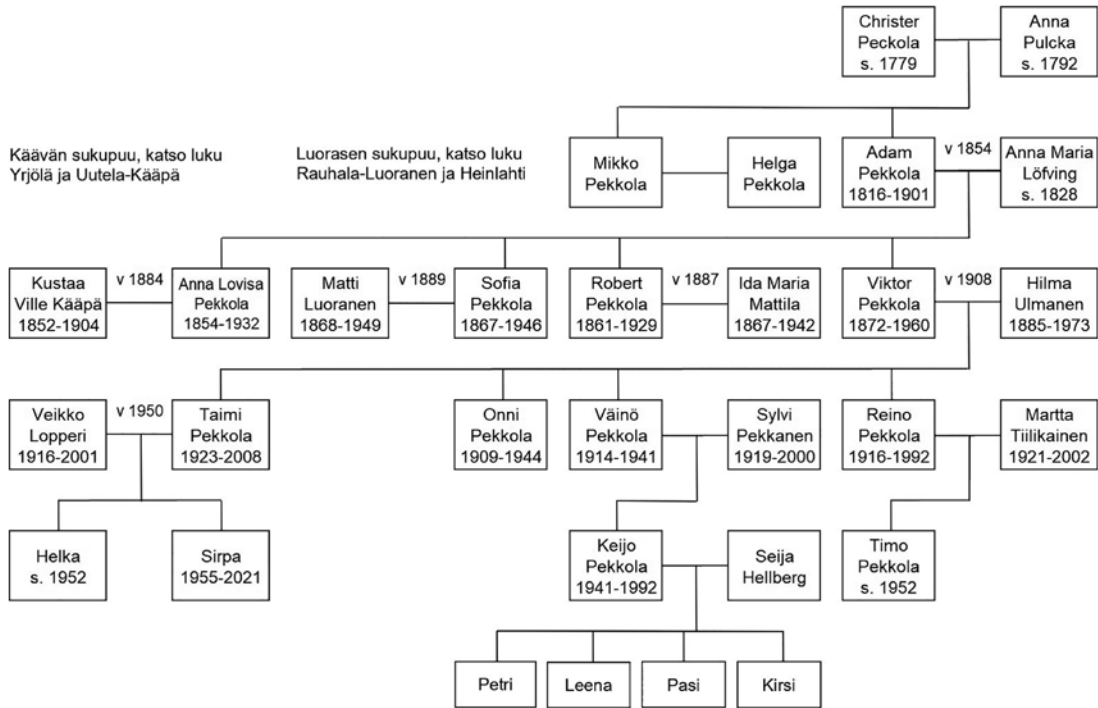 Christer
Peckola
s. 1779
Anna
Pulcka
s. 1792
Käävän sukupuu, katso luku
Yrjölä ja Uutela-Kääpä
Luorasen sukupuu, katso luku
Rauhala-Luoranen ja Heinlahti
Mikko
Pekkola
Helga
Pekkola
Adam
Pekkola
1816-1901
v 1854
Anna Maria
Löfving
s. 1828
Kustaa
Ville Kääpä
1852-1904
v 1884
Anna Lovisa
Pekkola
1854-1932
Matti
Luoranen
1868-1949
v 1889
Sofia
Pekkola
1867-1946
Robert
Pekkola
1861-1929
v 1887
Ida Maria
Mattila
1867-1942
Viktor
Pekkola
1872-1960
v 1908
Hilma
Ulmanen
1885-1973
Veikko
Lopperi
1916-2001
v 1950
Taimi
Pekkola
1923-2008
Onni
Pekkola
1909-1944
Väinö
Pekkola
1914-1941
Sylvi
Pekkanen
1919-2000
Reino
Pekkola
1916-1992
Martta
Tiilikainen
1921-2002
Helka
s. 1952
Sirpa
1955-2021
Keijo
Pekkola
1941-1992
Seija
Hellberg
Timo
Pekkola
s. 1952
Petri
Leena
Pasi
Kirsi